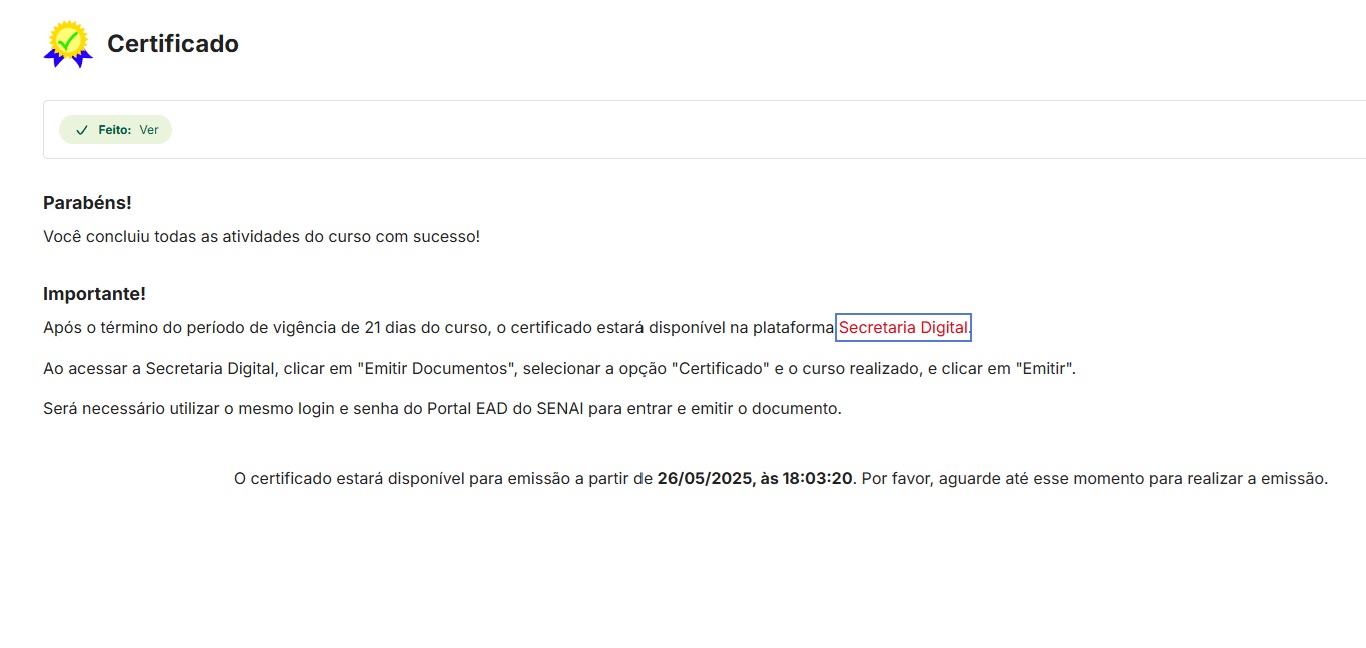 Certificado
Feito: Ver
Parabéns!
Você concluiu todas as atividades do curso com sucesso!
Importante!
Após o término do período de vigência de 21 dias do curso, o certificado estará disponível na plataforma Secretaria Digital.
Ao acessar a Secretaria Digital, clicar em "Emitir Documentos", selecionar a opção "Certificado" e o curso realizado, e clicar em "Emitir".
Será necessário utilizar o mesmo login e senha do Portal EAD do SENAI para entrar e emitir o documento.
O certificado estará disponível para emissão a partir de 26/05/2025, às 18:03:20. Por favor, aguarde até esse momento para realizar a emissão.